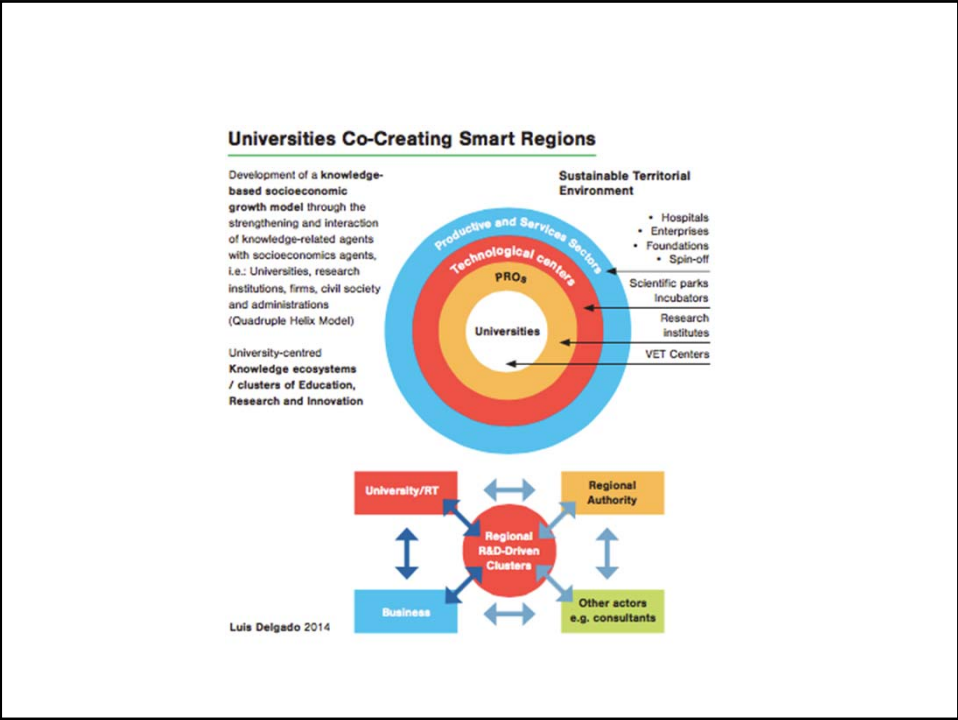 Universities Co-Creating Smart Regions
Development of a knowledge-
based socioeconomic
growth model through the
strengthening and interaction
of knowledge-related agents
with socioeconomics agents,
i.e.: Universities, research
institutions, firms, civil society
and administrations
(Quadruple Helix Model)
University-centred
Knowledge ecosystems
/ clusters of Education,
Research and Innovation
Sustainable Territorial
Environment
• Hospitals
• Enterprises
• Foundations
• Spin-off
Scientific parks
Incubators
Research
institutes
VET Centers
Productive and Services Sectors
Technological centers
PROs
Universities
University/RT
Regional
Authority
Regional
R&D-Driven
Clusters
Business
Other actors
e.g. consultants
Luis Delgado 2014